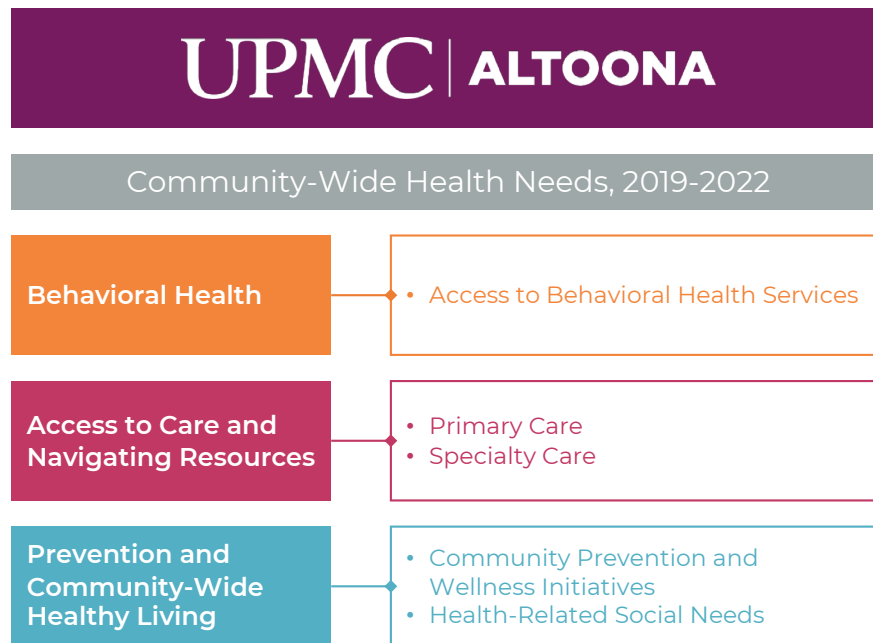 UPMC | ALTOONA
Community-Wide Health Needs, 2019-2022
Behavioral Health
• Access to Behavioral Health Services
Access to Care and
Navigating Resources
• Primary Care
• Specialty Care
Prevention and
Community-Wide
Healthy Living
• Community Prevention and
Wellness Initiatives
• Health-Related Social Needs